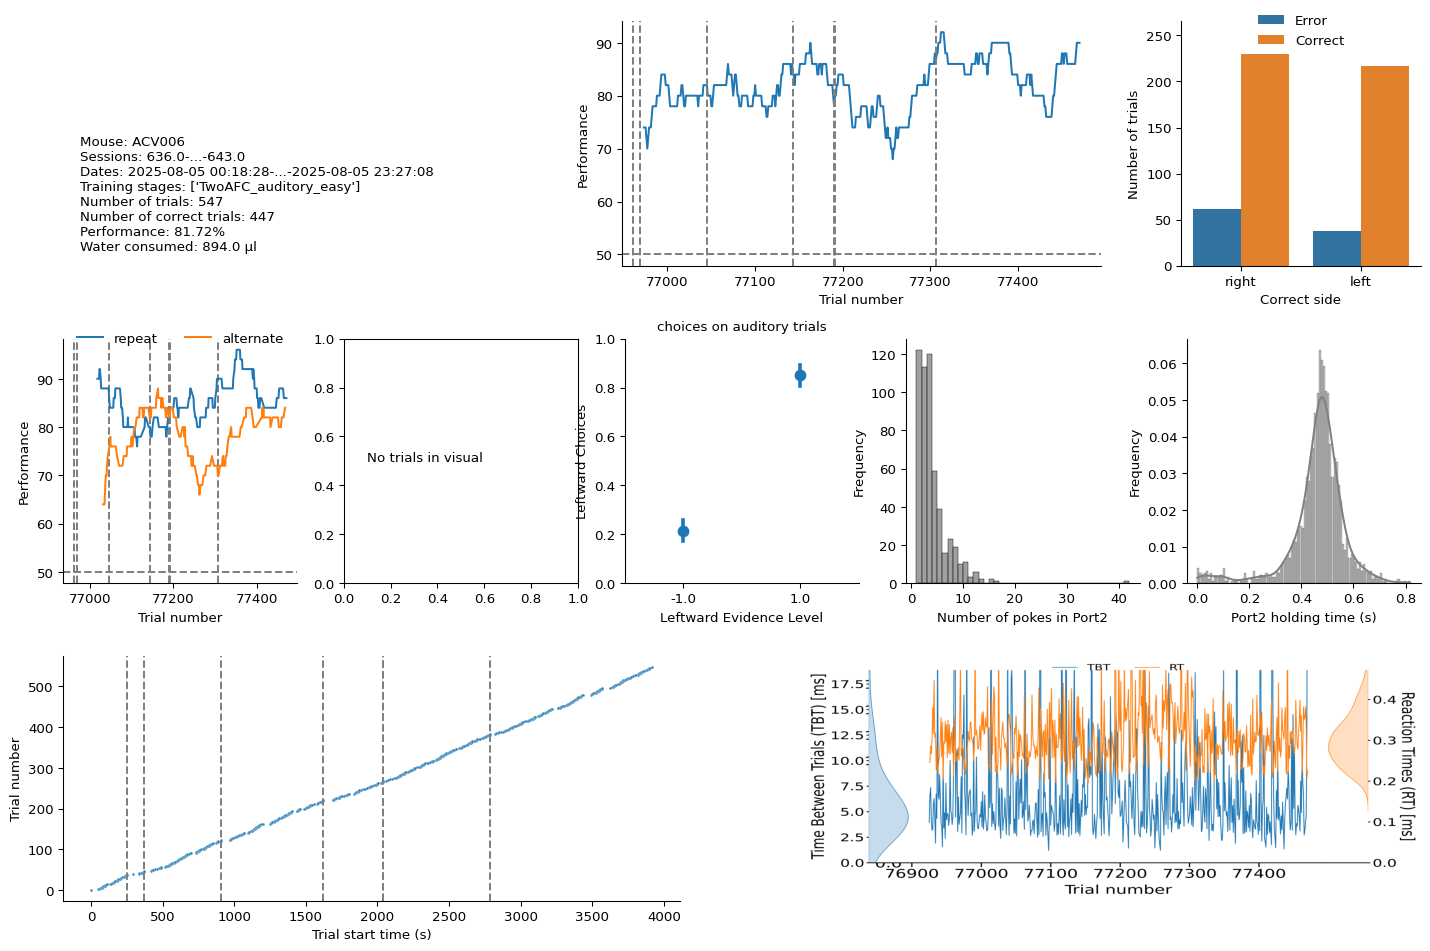 Mouse: ACV006
Sessions: 636.0-...-643.0
Dates: 2025-08-05 00:18:28-...-2025-08-05 23:27:08
Training stages: ['TwoAFC_auditory_easy']
Number of trials: 547
Number of correct trials: 447
Performance: 81.72%
Water consumed: 894.0 µl
Performance
90
80
70
60
50
77000 77100 77200 77300 77400
Trial number
Error
Correct
Number of trials
250
200
150
100
50
0
right left
Correct side
repeat alternate
Performance
90
80
70
60
50
77000 77200 77400
Trial number
1.0
0.8
0.6
0.4
0.2
0.0
No trials in visual
0.0 0.2 0.4 0.6 0.8 1.0
choices on auditory trials
Leftward Choices
1.0
0.8
0.6
0.4
0.2
0.0
-1.0 1.0
Leftward Evidence Level
Frequency
120
100
80
60
40
20
0
0 10 20 30 40
Number of pokes in Port2
Frequency
0.06
0.05
0.04
0.03
0.02
0.01
0.00
0.0 0.2 0.4 0.6 0.8
Port2 holding time (s)
Trial number
500
400
300
200
100
0
0 500 1000 1500 2000 2500 3000 3500 4000
Trial start time (s)
TBT RT
Time Between Trials (TBT) [ms]
17.5
15.0
12.5
10.0
7.5
5.0
2.5
0.0
0.0
76900 77000 77100 77200 77300 77400
Trial number
0.4
0.3
0.2
0.1
0.0
Reaction Times (RT) [ms]